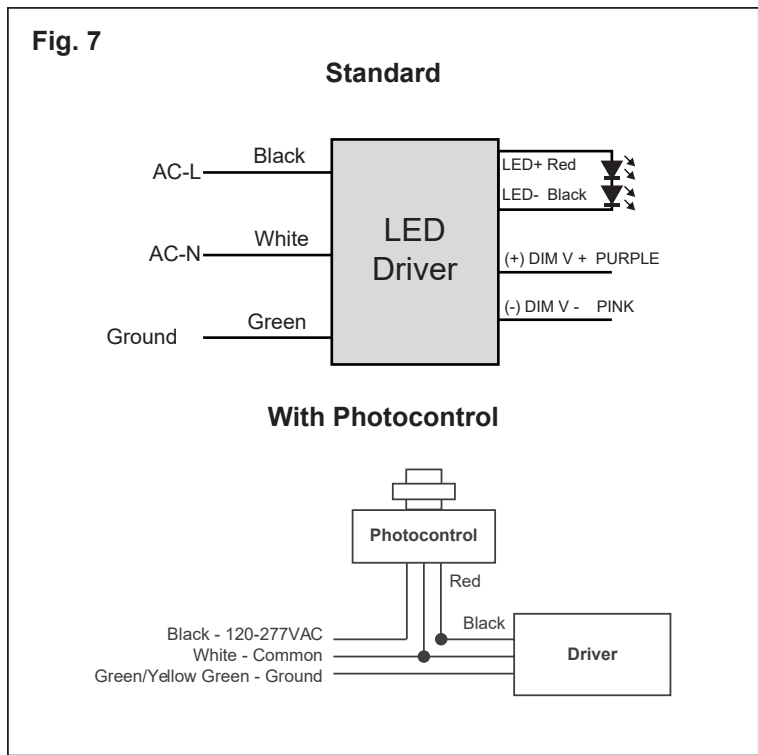 Fig. 7
Standard
Black
AC-L
White
AC-N
Green
Ground
LED
Driver
LED+ Red
LED- Black
(+) DIM V + PURPLE
(-) DIM V - PINK
With Photocontrol
Photocontrol
Red
Black
Black - 120-277VAC
White - Common
Green/Yellow Green - Ground
Driver